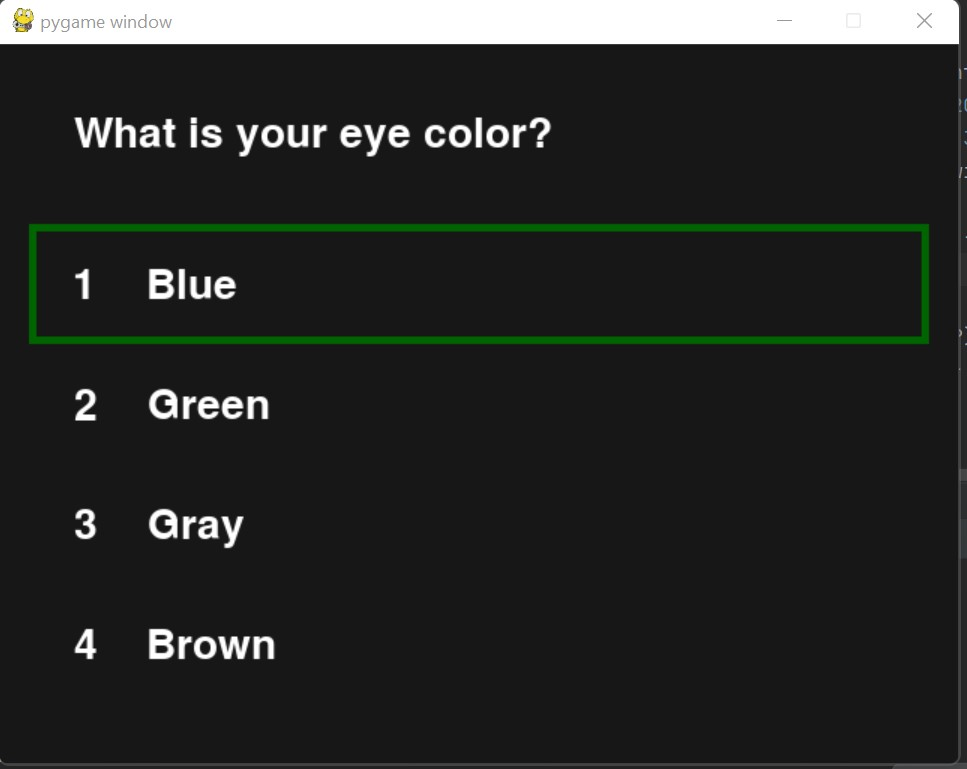 pygame window
What is your eye color?
1 Blue
2 Green
3 Gray
4 Brown